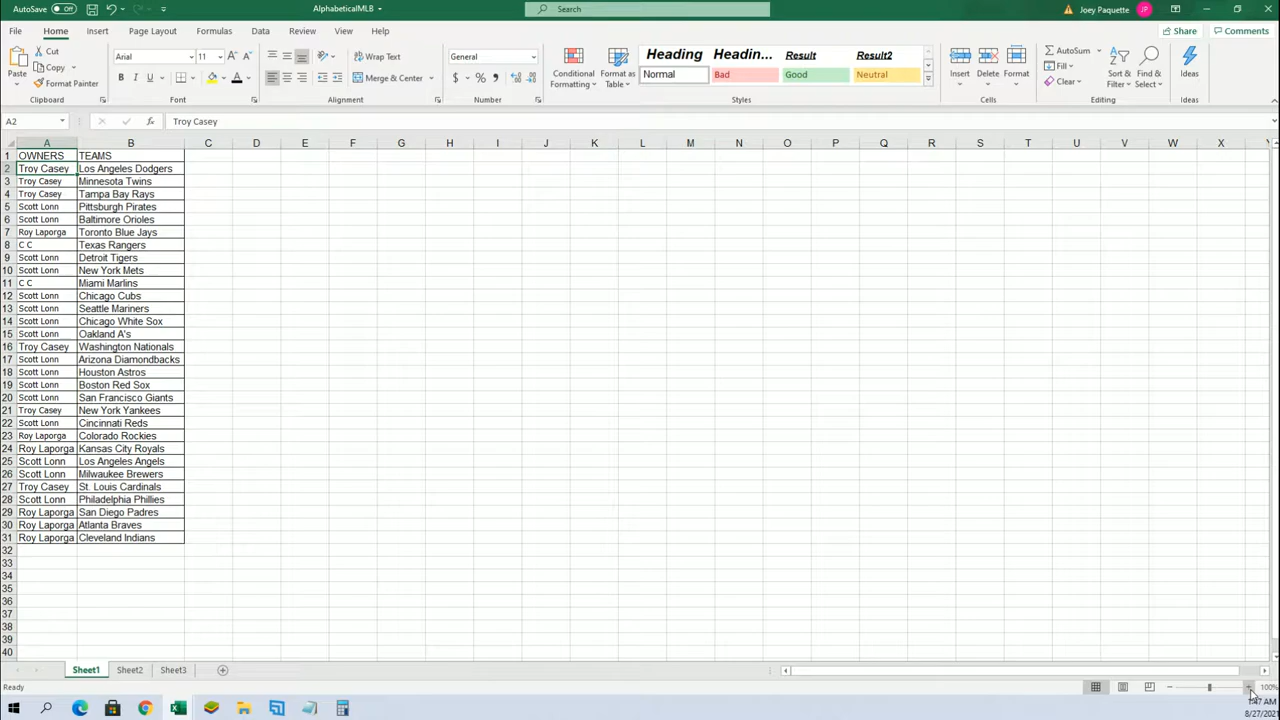 AutoSave Off AlphabeticalMLB Search Joey Paquette JP
File Home Insert Page Layout Formulas Data Review View Help Share Comments
Paste Cut Copy Format Painter Clipboard
Arial 11 B I U Font
Wrap Text Merge & Center Alignment
General $ % Number
Conditional Formatting Format as Table
Heading Headin... Result Result2
Normal Bad Good Neutral
Styles
Insert Delete Format Cells
AutoSum Fill Clear Sort & Filter Find & Select Editing
Ideas Ideas
A2 fx Troy Casey
A B C D E F G H I J K L M N O P Q R S T U V W X
1 OWNERS TEAMS
2 Troy Casey Los Angeles Dodgers
3 Troy Casey Minnesota Twins
4 Troy Casey Tampa Bay Rays
5 Scott Lonn Pittsburgh Pirates
6 Scott Lonn Baltimore Orioles
7 Roy Laporga Toronto Blue Jays
8 C C Texas Rangers
9 Scott Lonn Detroit Tigers
10 Scott Lonn New York Mets
11 C C Miami Marlins
12 Scott Lonn Chicago Cubs
13 Scott Lonn Seattle Mariners
14 Scott Lonn Chicago White Sox
15 Scott Lonn Oakland A's
16 Troy Casey Washington Nationals
17 Scott Lonn Arizona Diamondbacks
18 Scott Lonn Houston Astros
19 Scott Lonn Boston Red Sox
20 Scott Lonn San Francisco Giants
21 Troy Casey New York Yankees
22 Scott Lonn Cincinnati Reds
23 Roy Laporga Colorado Rockies
24 Roy Laporga Kansas City Royals
25 Scott Lonn Los Angeles Angels
26 Scott Lonn Milwaukee Brewers
27 Troy Casey St. Louis Cardinals
28 Scott Lonn Philadelphia Phillies
29 Roy Laporga San Diego Padres
30 Roy Laporga Atlanta Braves
31 Roy Laporga Cleveland Indians
32
33
34
35
36
37
38
39
40
Sheet1 Sheet2 Sheet3
Ready 100%
1:47 AM
8/27/2021